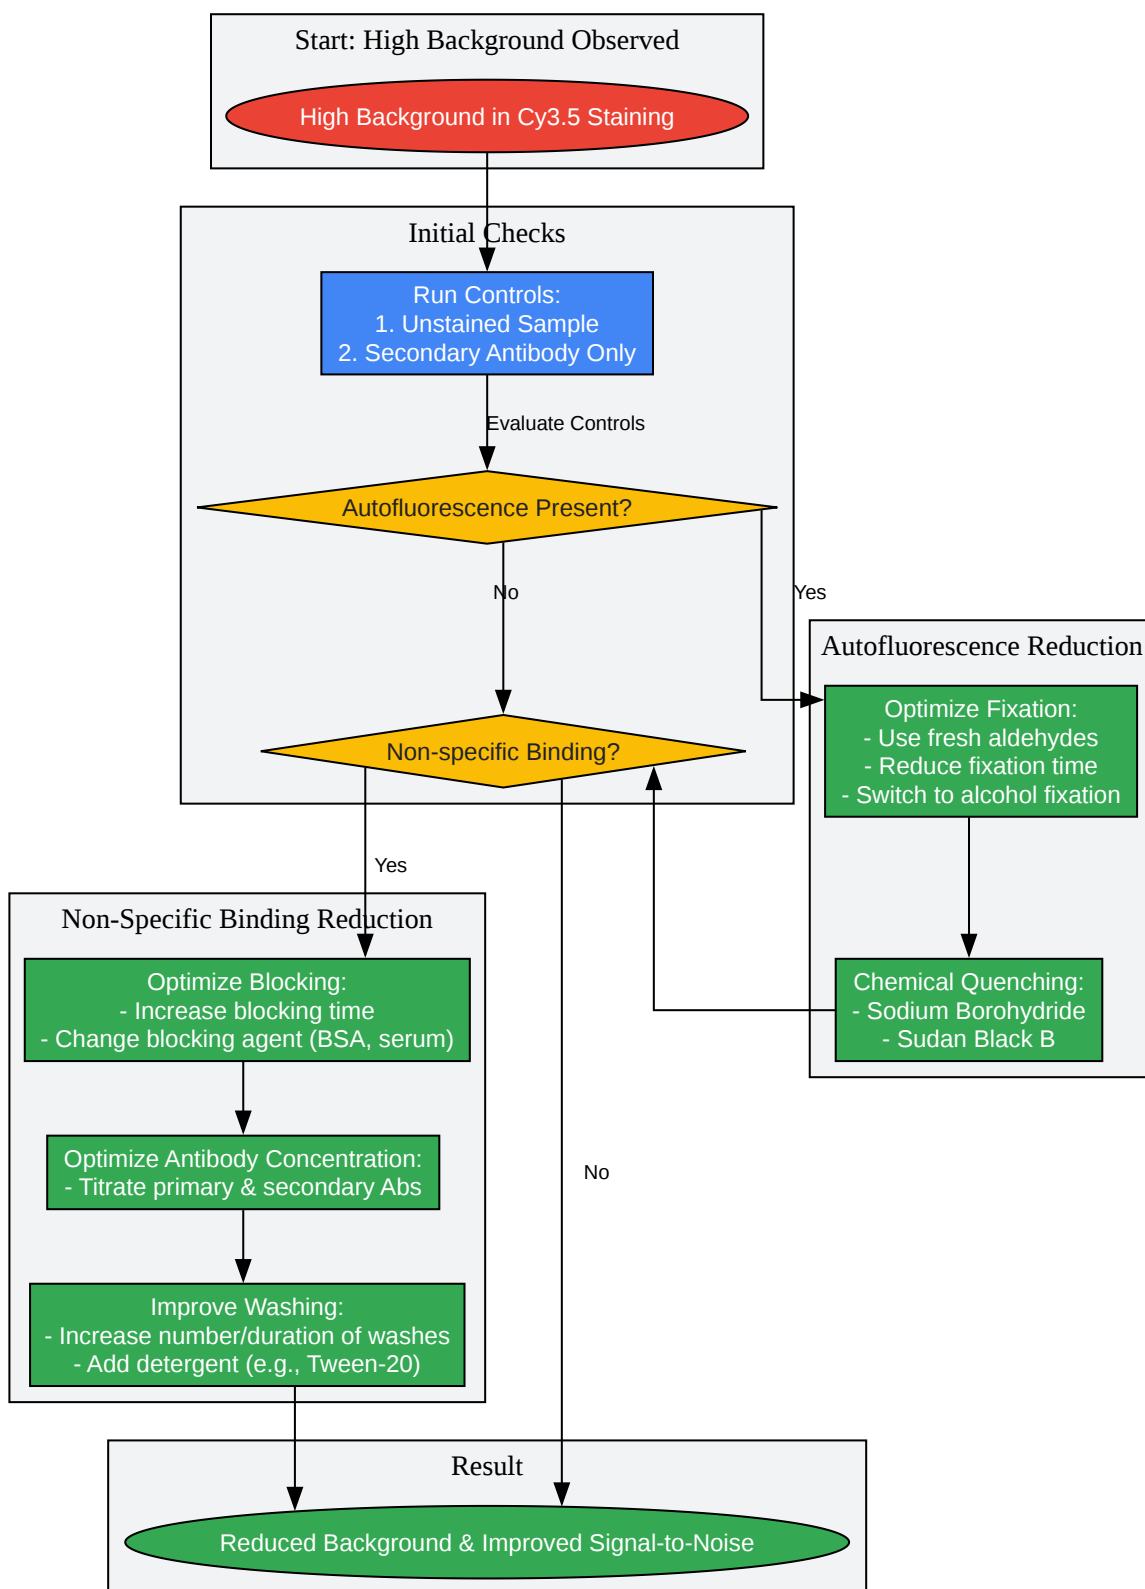 Start: High Background Observed
High Background in Cy3.5 Staining
Initial Checks
Run Controls:
1. Unstained Sample
2. Secondary Antibody Only
Evaluate Controls
Autofluorescence Present?
No
Yes
Autofluorescence Reduction
Optimize Fixation:
- Use fresh aldehydes
- Reduce fixation time
- Switch to alcohol fixation
Non-specific Binding?
Yes
Non-Specific Binding Reduction
Optimize Blocking:
- Increase blocking time
- Change blocking agent (BSA, serum)
Chemical Quenching:
- Sodium Borohydride
- Sudan Black B
Optimize Antibody Concentration:
- Titrate primary & secondary Abs
No
Improve Washing:
- Increase number/duration of washes
- Add detergent (e.g., Tween-20)
Result
Reduced Background & Improved Signal-to-Noise